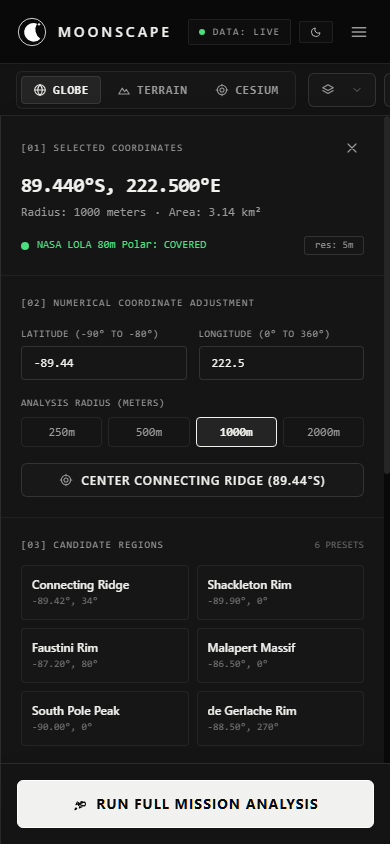 MOONSCAPE
DATA: LIVE
GLOBE
TERRAIN
CESIUM
[01] SELECTED COORDINATES
89.440°S, 222.500°E
Radius: 1000 meters · Area: 3.14 km²
NASA LOLA 80m Polar: COVERED
res: 5m
[02] NUMERICAL COORDINATE ADJUSTMENT
LATITUDE (-90° TO -80°)
LONGITUDE (0° TO 360°)
-89.44
222.5
ANALYSIS RADIUS (METERS)
250m
500m
1000m
2000m
CENTER CONNECTING RIDGE (89.44°S)
[03] CANDIDATE REGIONS
6 PRESETS
Connecting Ridge
-89.42°, 34°
Shackleton Rim
-89.90°, 0°
Faustini Rim
-87.20°, 80°
Malapert Massif
-86.50°, 0°
South Pole Peak
-90.00°, 0°
de Gerlache Rim
-88.50°, 270°
RUN FULL MISSION ANALYSIS